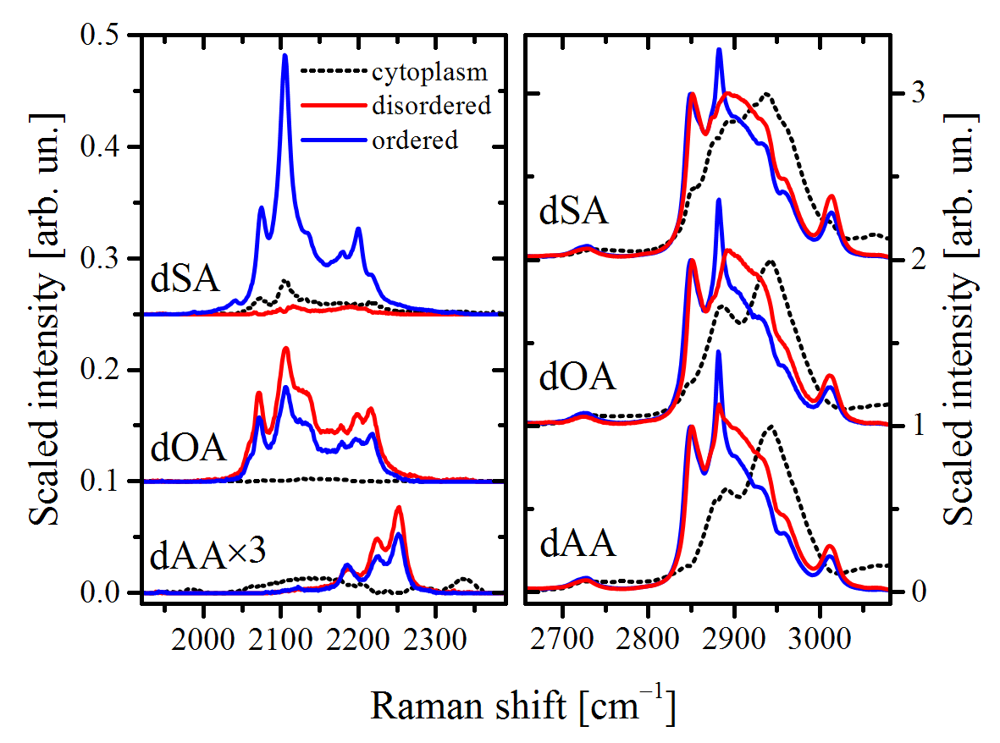 0.5
0.4
0.3
0.2
0.1
0.0
Scaled intensity [arb. un.]
cytoplasm
disordered
ordered
dSA
dOA
dAA×3
2000 2100 2200 2300
dSA
dOA
dAA
3
2
1
0
Scaled intensity [arb. un.]
2700 2800 2900 3000
Raman shift [cm⁻¹]